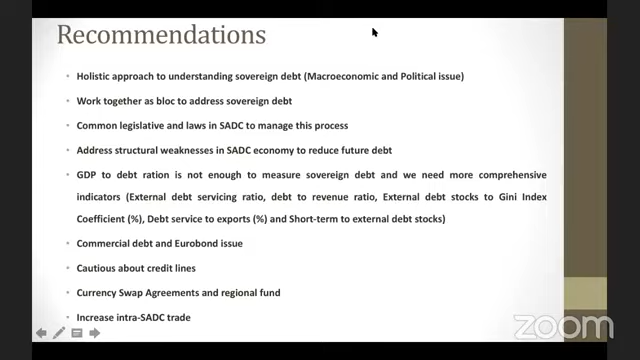 Recommendations
Holistic approach to understanding sovereign debt (Macroeconomic and Political issue)
Work together as bloc to address sovereign debt
Common legislative and laws in SADC to manage this process
Address structural weaknesses in SADC economy to reduce future debt
GDP to debt ration is not enough to measure sovereign debt and we need more comprehensive
indicators (External debt servicing ratio, debt to revenue ratio, External debt stocks to Gini Index
Coefficient (%), Debt service to exports (%) and Short-term to external debt stocks)
Commercial debt and Eurobond issue
Cautious about credit lines
Currency Swap Agreements and regional fund
Increase intra-SADC trade
zoom